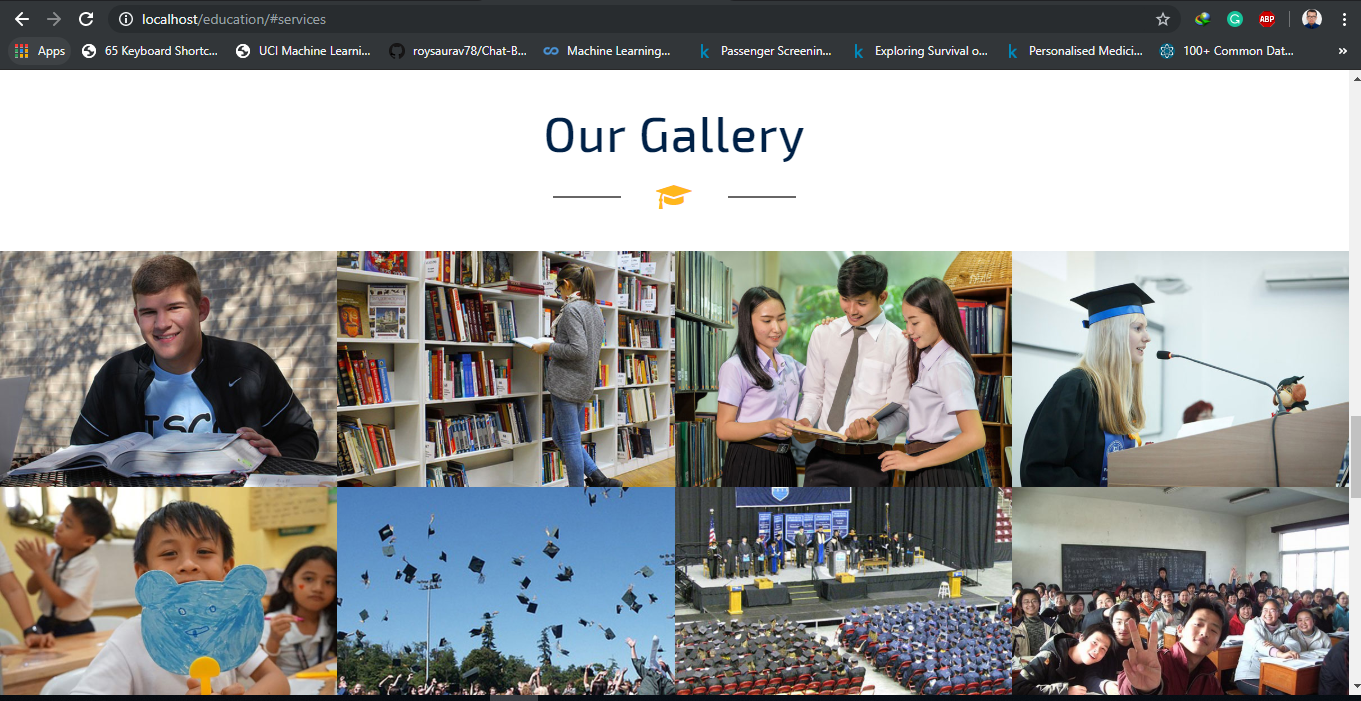 localhost/education/#services
ABP
Apps
65 Keyboard Shortc...
UCI Machine Learni...
roysaurav78/Chat-B...
Machine Learning...
Passenger Screenin...
Exploring Survival o...
Personalised Medici...
100+ Common Dat...
»
Our Gallery